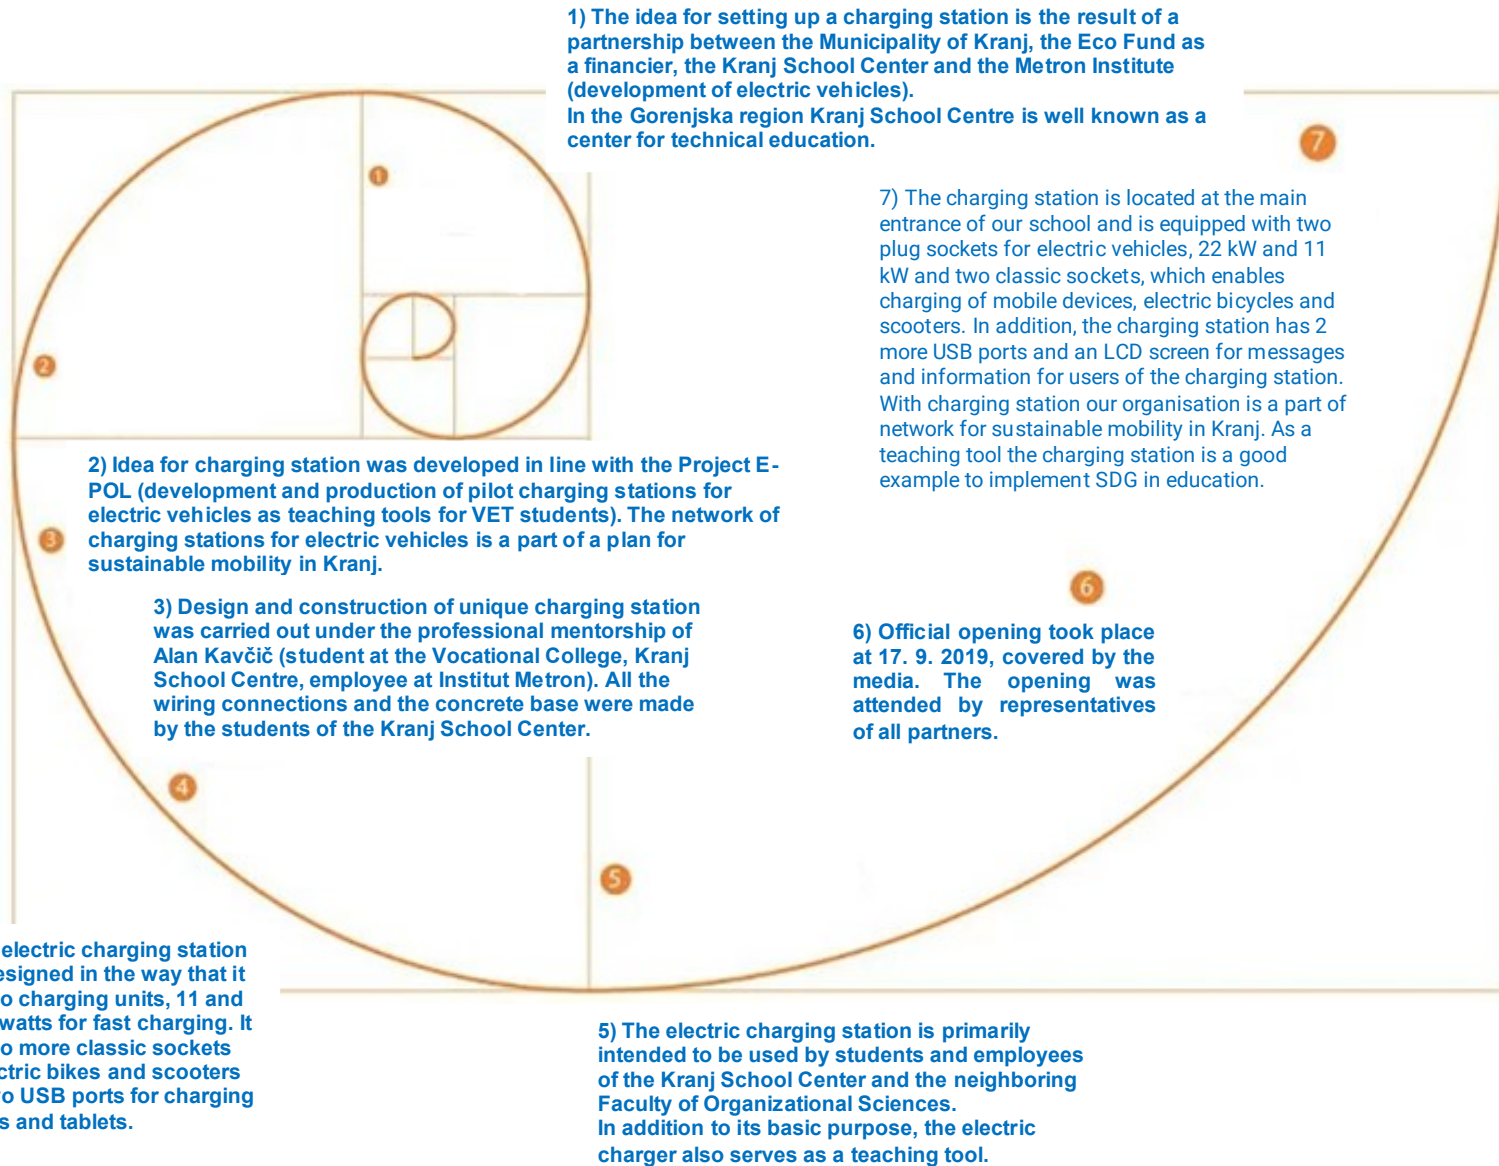 1) The idea for setting up a charging station is the result of a
partnership between the Municipality of Kranj, the Eco Fund as
a financier, the Kranj School Center and the Metron Institute
(development of electric vehicles).
In the Gorenjska region Kranj School Centre is well known as a
center for technical education.
7
1
7) The charging station is located at the main
entrance of our school and is equipped with two
plug sockets for electric vehicles, 22 kW and 11
kW and two classic sockets, which enables
charging of mobile devices, electric bicycles and
scooters. In addition, the charging station has 2
more USB ports and an LCD screen for messages
and information for users of the charging station.
With charging station our organisation is a part of
network for sustainable mobility in Kranj. As a
teaching tool the charging station is a good
example to implement SDG in education.
2
2) Idea for charging station was developed in line with the Project E-
POL (development and production of pilot charging stations for
electric vehicles as teaching tools for VET students). The network of
charging stations for electric vehicles is a part of a plan for
sustainable mobility in Kranj.
3
3) Design and construction of unique charging station
was carried out under the professional mentorship of
Alan Kavčič (student at the Vocational College, Kranj
School Centre, employee at Institut Metron). All the
wiring connections and the concrete base were made
by the students of the Kranj School Center.
6
6) Official opening took place
at 17. 9. 2019, covered by the
media. The opening was
attended by representatives
of all partners.
4
5
electric charging station
esigned in the way that it
o charging units, 11 and
watts for fast charging. It
o more classic sockets
ctric bikes and scooters
o USB ports for charging
s and tablets.
5) The electric charging station is primarily
intended to be used by students and employees
of the Kranj School Center and the neighboring
Faculty of Organizational Sciences.
In addition to its basic purpose, the electric
charger also serves as a teaching tool.